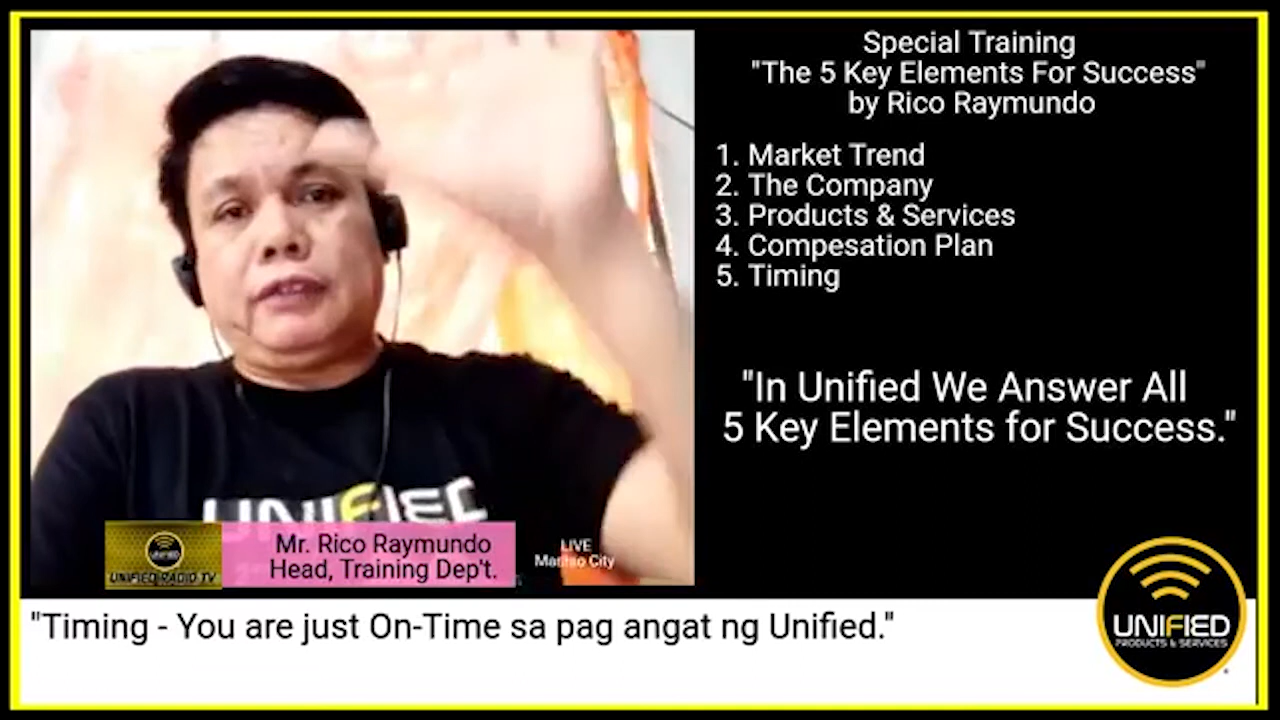 Special Training
"The 5 Key Elements For Success"
by Rico Raymundo
1. Market Trend
2. The Company
3. Products & Services
4. Compesation Plan
5. Timing
"In Unified We Answer All
5 Key Elements for Success."
UNIFIED
UNIFIED
UNIFIED RADIO TV
Mr. Rico Raymundo
Head, Training Dep't.
LIVE
City
"Timing - You are just On-Time sa pag angat ng Unified."
UNIFIED
PRODUCTS & SERVICES